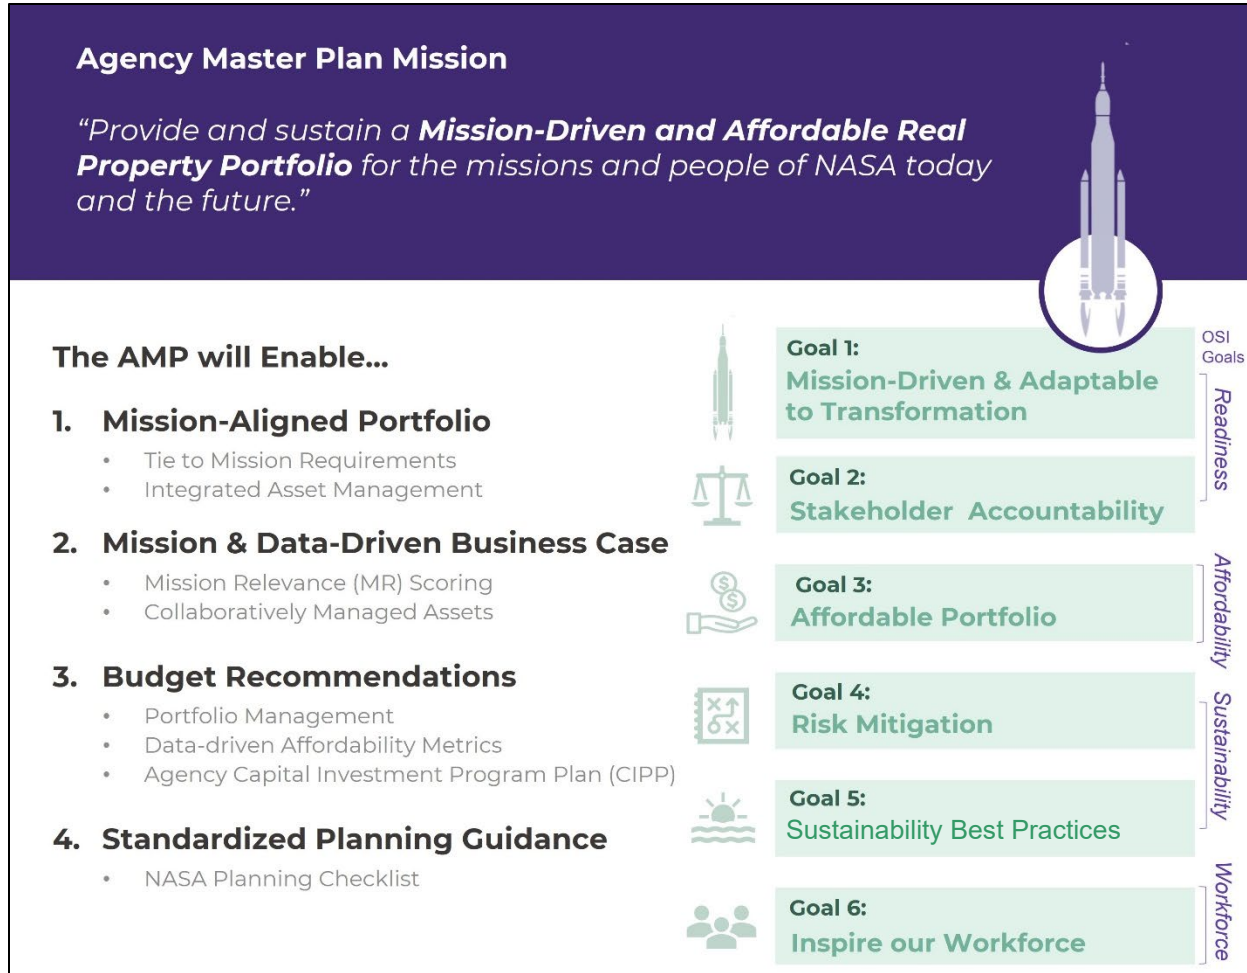 Agency Master Plan Mission
“Provide and sustain a Mission-Driven and Affordable Real
Property Portfolio for the missions and people of NASA today
and the future.”
The AMP will Enable...
1. Mission-Aligned Portfolio
• Tie to Mission Requirements
• Integrated Asset Management
2. Mission & Data-Driven Business Case
• Mission Relevance (MR) Scoring
• Collaboratively Managed Assets
3. Budget Recommendations
• Portfolio Management
• Data-driven Affordability Metrics
• Agency Capital Investment Program Plan (CIPP)
4. Standardized Planning Guidance
• NASA Planning Checklist
Goal 1:
Mission-Driven & Adaptable
to Transformation
Goal 2:
Stakeholder Accountability
Goal 3:
Affordable Portfolio
Goal 4:
Risk Mitigation
Goal 5:
Sustainability Best Practices
Goal 6:
Inspire our Workforce
OSI
Goals
Readiness
Affordability
Sustainability
Workforce